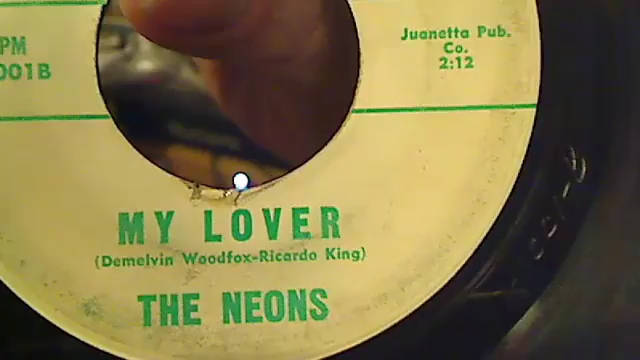 PM
001B
Juanetta Pub.
Co.
2:12
MY LOVER
(Demelvin Woodfox-Ricardo King)
THE NEONS